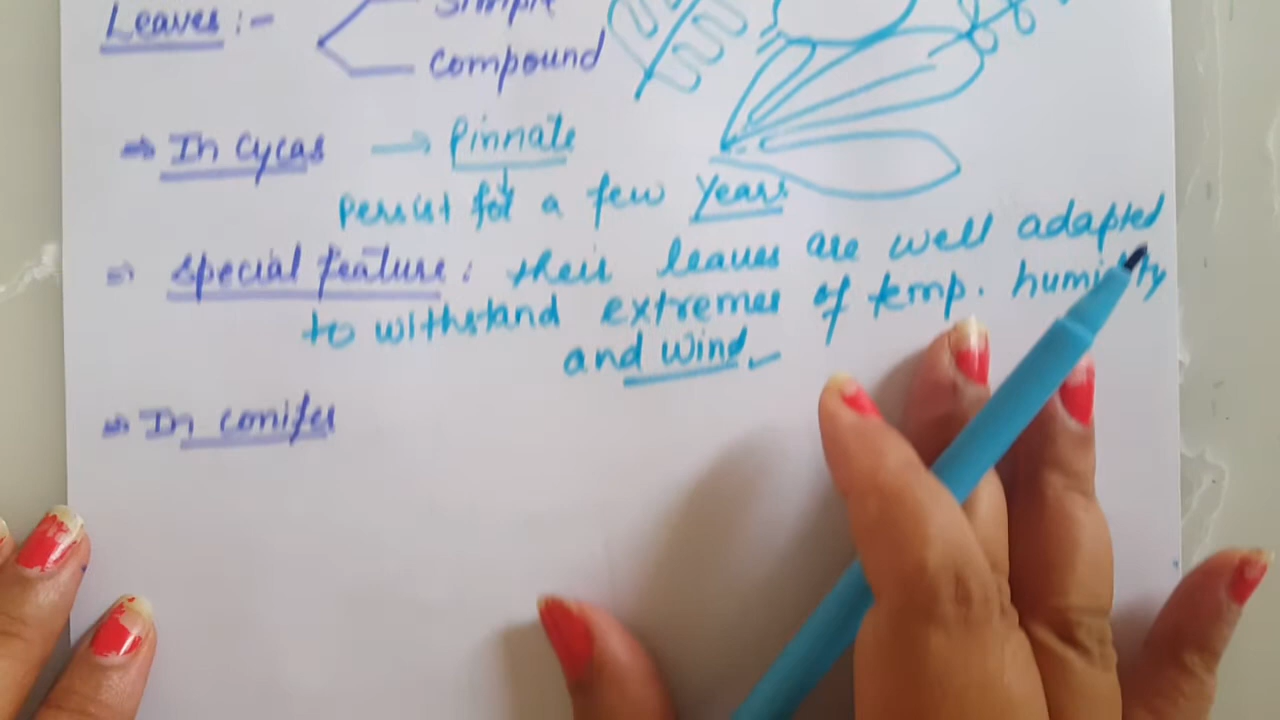 Leaves :- Simple
Compound
⇒ In Cycas → Pinnate
persist for a few years
⇒ special feature : their leaves are well adapted
to withstand extremes of temp. humidity
and wind.
⇒ In conifer